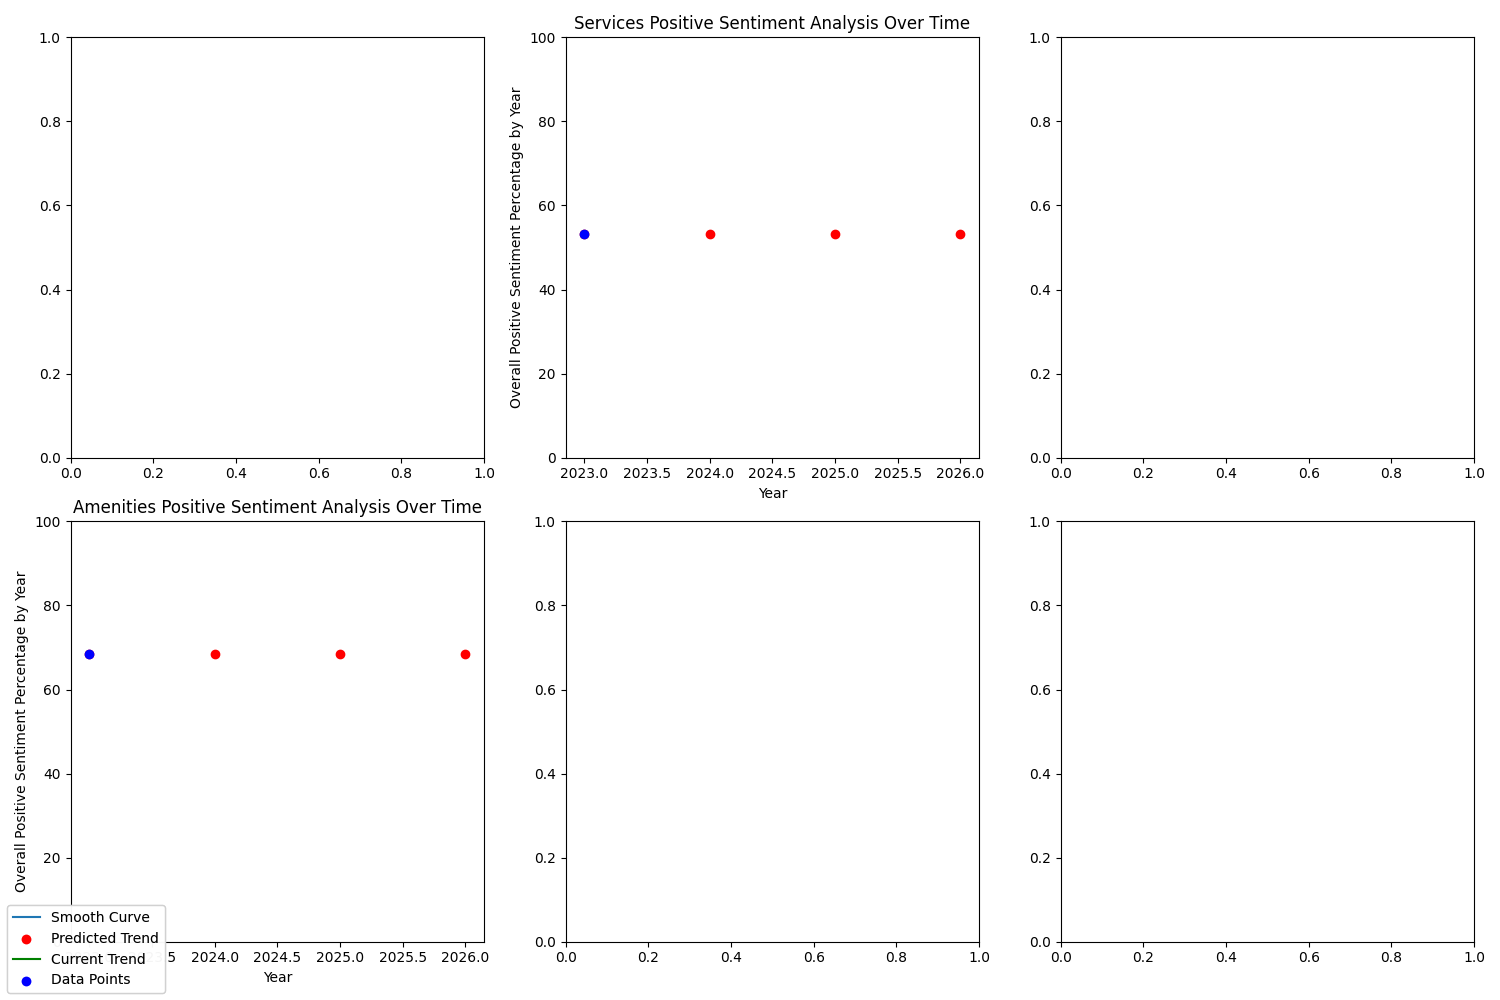 Services Positive Sentiment Analysis Over Time
1.0
0.8
0.6
0.4
0.2
0.0
0.0 0.2 0.4 0.6 0.8 1.0
Overall Positive Sentiment Percentage by Year
100
80
60
40
20
0
2023.0 2023.5 2024.0 2024.5 2025.0 2025.5 2026.0
Year
1.0
0.8
0.6
0.4
0.2
0.0
0.0 0.2 0.4 0.6 0.8 1.0
Amenities Positive Sentiment Analysis Over Time
Overall Positive Sentiment Percentage by Year
100
80
60
40
20
2024.0 2024.5 2025.0 2025.5 2026.0
Year
Smooth Curve
Predicted Trend
Current Trend
Data Points
1.0
0.8
0.6
0.4
0.2
0.0
0.0 0.2 0.4 0.6 0.8 1.0
1.0
0.8
0.6
0.4
0.2
0.0
0.0 0.2 0.4 0.6 0.8 1.0